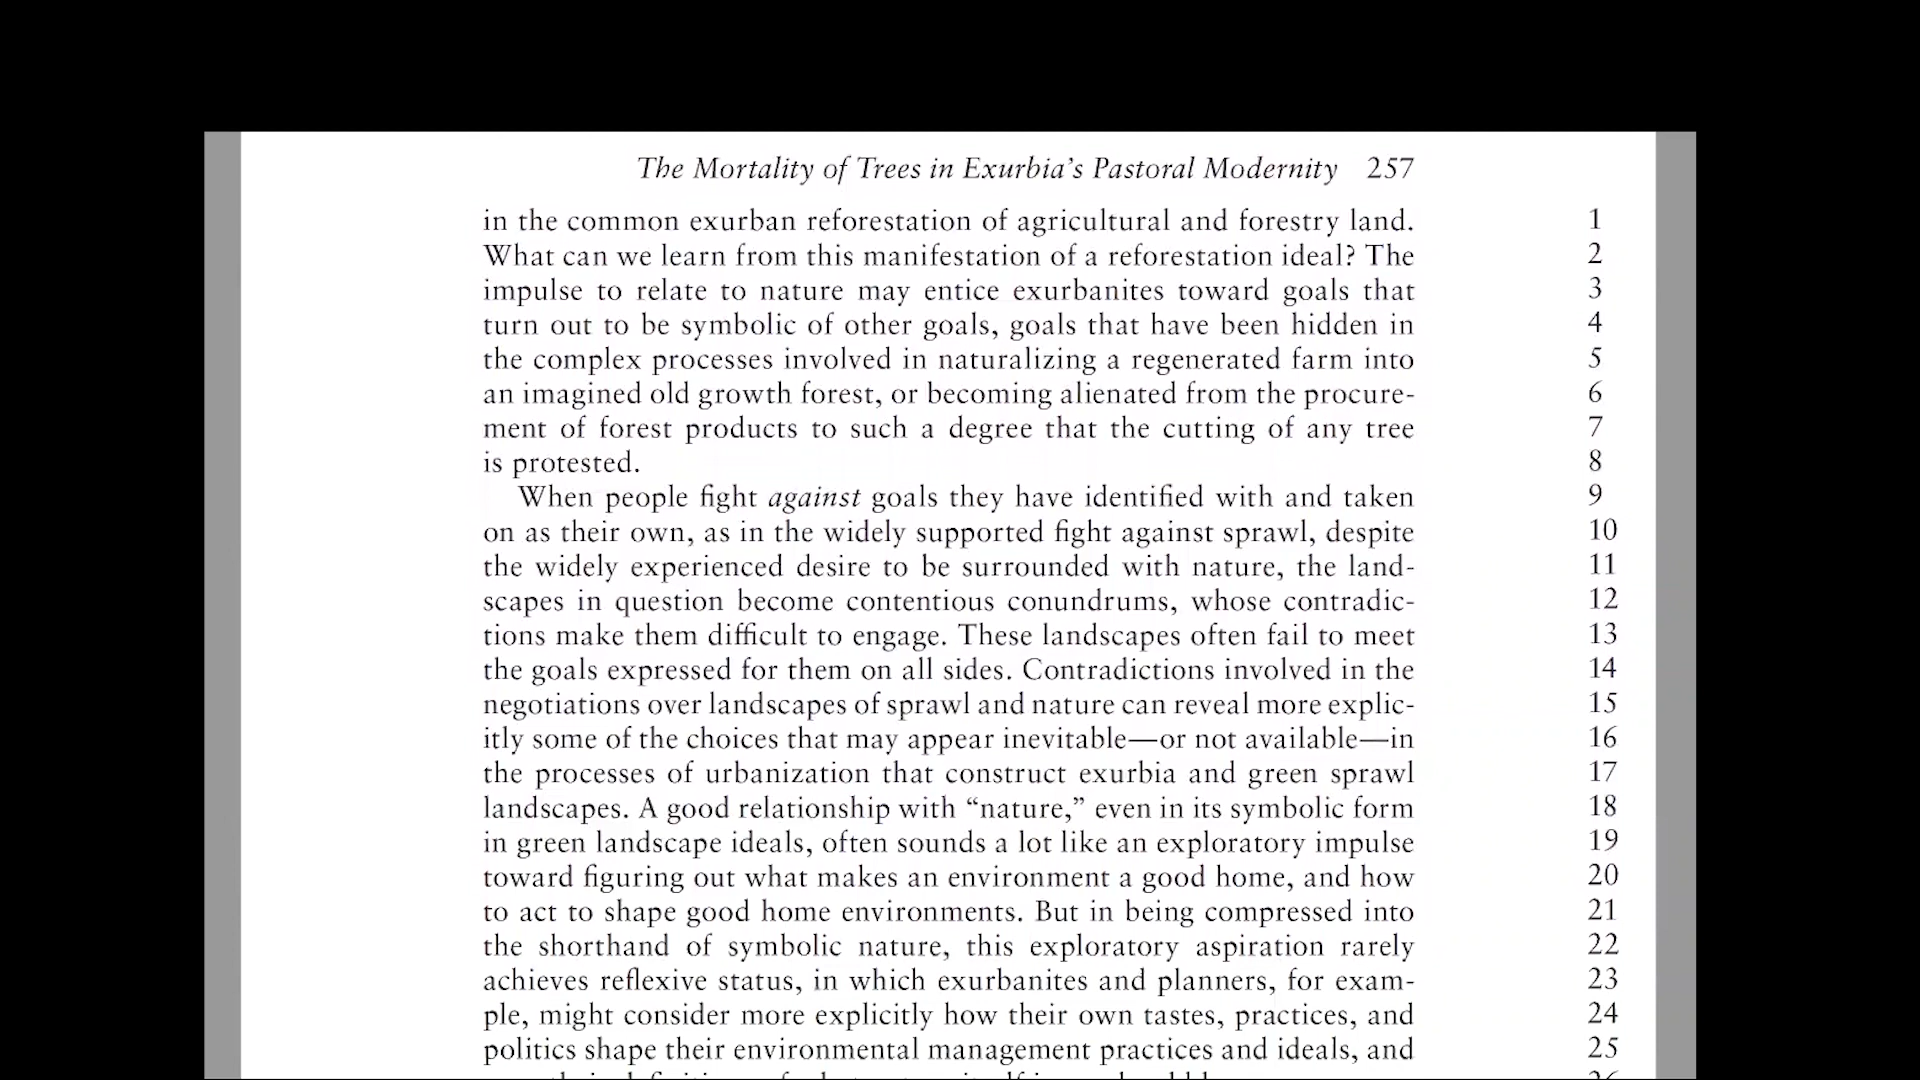 The Mortality of Trees in Exurbia's Pastoral Modernity 257
in the common exurban reforestation of agricultural and forestry land. 1
What can we learn from this manifestation of a reforestation ideal? The 2
impulse to relate to nature may entice exurbanites toward goals that 3
turn out to be symbolic of other goals, goals that have been hidden in 4
the complex processes involved in naturalizing a regenerated farm into 5
an imagined old growth forest, or becoming alienated from the procure- 6
ment of forest products to such a degree that the cutting of any tree 7
is protested. 8
When people fight against goals they have identified with and taken 9
on as their own, as in the widely supported fight against sprawl, despite 10
the widely experienced desire to be surrounded with nature, the land- 11
scapes in question become contentious conundrums, whose contradic- 12
tions make them difficult to engage. These landscapes often fail to meet 13
the goals expressed for them on all sides. Contradictions involved in the 14
negotiations over landscapes of sprawl and nature can reveal more explic- 15
itly some of the choices that may appear inevitable—or not available—in 16
the processes of urbanization that construct exurbia and green sprawl 17
landscapes. A good relationship with “nature,” even in its symbolic form 18
in green landscape ideals, often sounds a lot like an exploratory impulse 19
toward figuring out what makes an environment a good home, and how 20
to act to shape good home environments. But in being compressed into 21
the shorthand of symbolic nature, this exploratory aspiration rarely 22
achieves reflexive status, in which exurbanites and planners, for exam- 23
ple, might consider more explicitly how their own tastes, practices, and 24
politics shape their environmental management practices and ideals, and 25